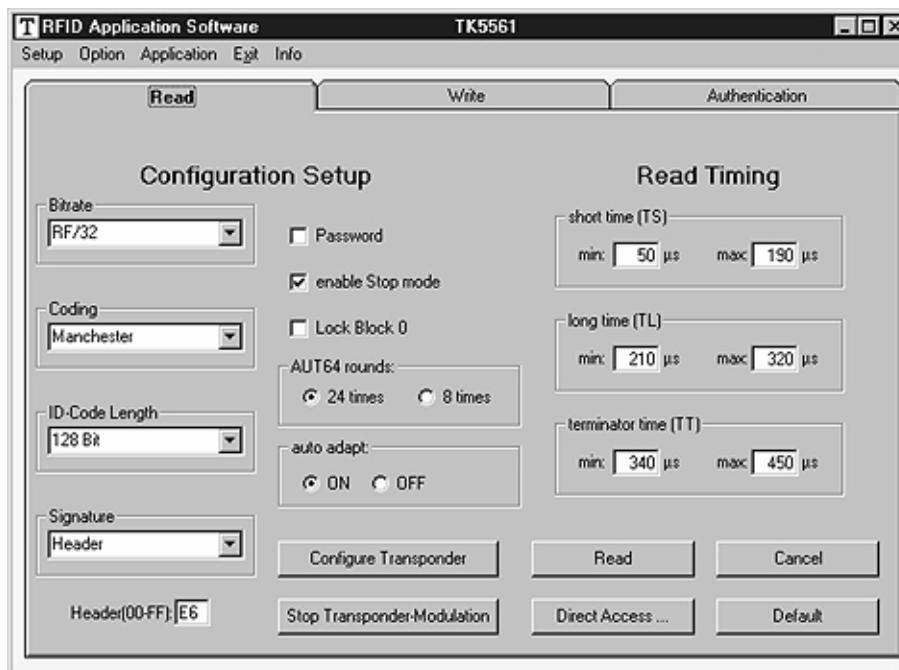 T RFID Application Software TK5561
Setup Option Application Exit Info
Read Write Authentication
Configuration Setup
Bitrate
RF/32
Coding
Manchester
ID-Code Length
128 Bit
Signature
Header
Header(00-FF): E6
Password
enable Stop mode
Lock Block 0
AUT64 rounds:
24 times 8 times
auto adapt:
ON OFF
Configure Transponder
Stop Transponder-Modulation
Read Timing
short time (TS)
min: 50 µs max: 190 µs
long time (TL)
min: 210 µs max: 320 µs
terminator time (TT)
min: 340 µs max: 450 µs
Read Cancel
Direct Access ... Default